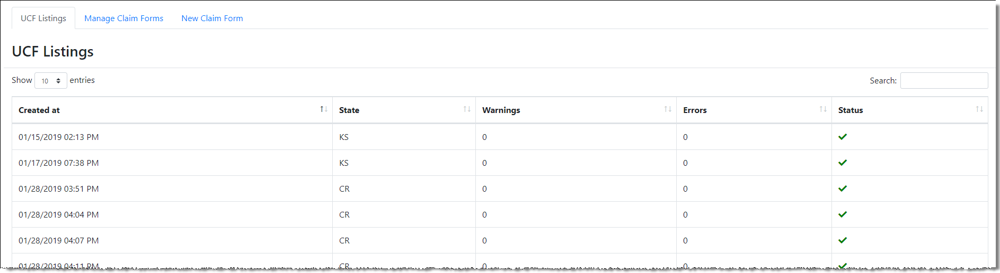 UCF Listings Manage Claim Forms New Claim Form
UCF Listings
Show 10 entries Search:
Created at State Warnings Errors Status
01/15/2019 02:13 PM KS 0 0
01/17/2019 07:38 PM KS 0 0
01/28/2019 03:51 PM CR 0 0
01/28/2019 04:04 PM CR 0 0
01/28/2019 04:07 PM CR 0 0
01/28/2019 04:11 PM CR 0 0